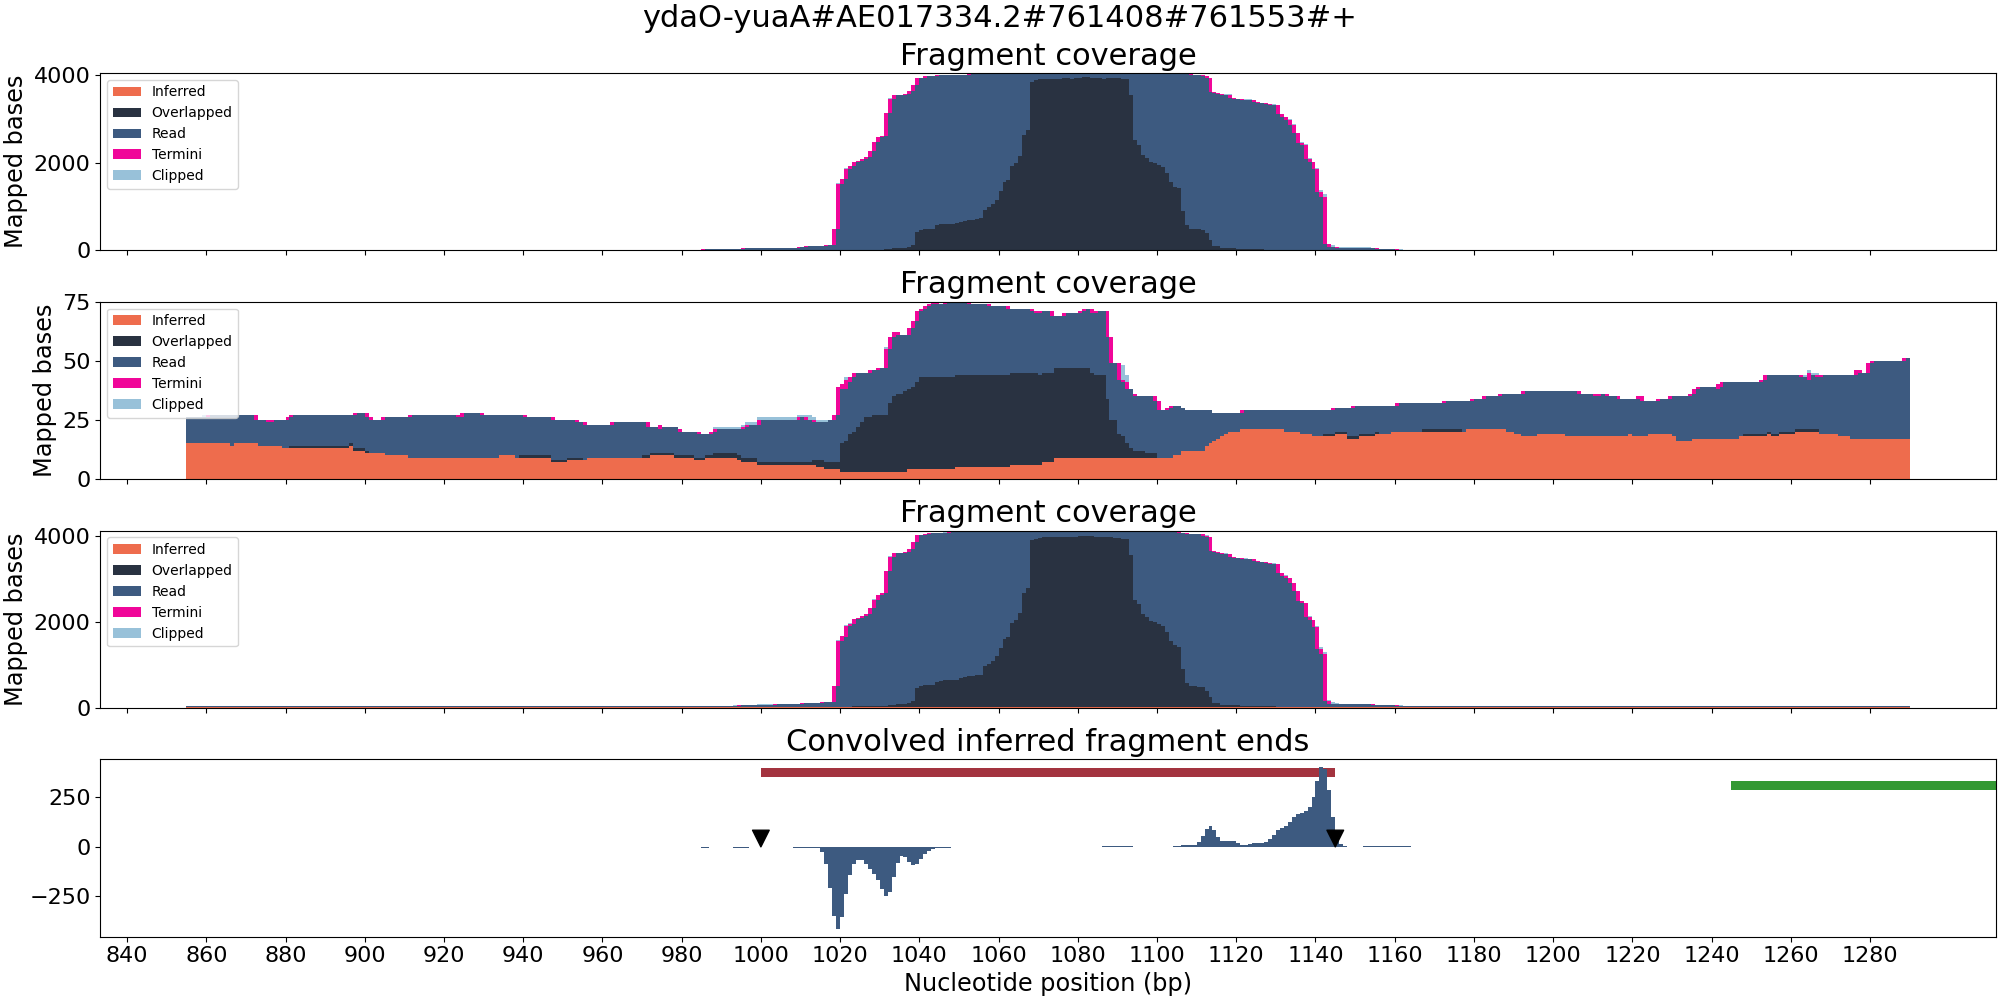 ydaO-yuaA#AE017334.2#761408#761553#+
Fragment coverage
Mapped bases
4000
2000
0
Inferred
Overlapped
Read
Termini
Clipped
Fragment coverage
Mapped bases
75
50
25
0
Inferred
Overlapped
Read
Termini
Clipped
Fragment coverage
Mapped bases
4000
2000
0
Inferred
Overlapped
Read
Termini
Clipped
Convolved inferred fragment ends
250
0
−250
840 860 880 900 920 940 960 980 1000 1020 1040 1060 1080 1100 1120 1140 1160 1180 1200 1220 1240 1260 1280
Nucleotide position (bp)